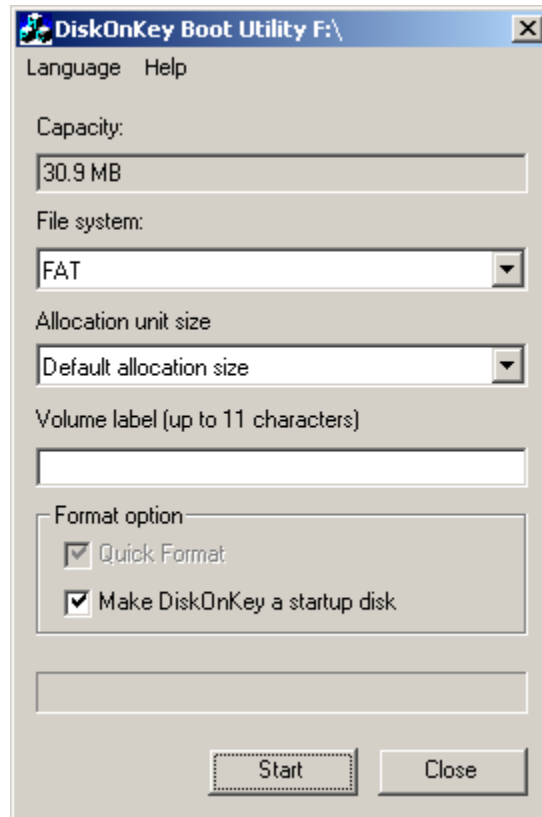 DiskOnKey Boot Utility F:\
Language Help
Capacity:
30.9 MB
File system:
FAT
Allocation unit size
Default allocation size
Volume label (up to 11 characters)
Format option
Quick Format
Make DiskOnKey a startup disk
Start Close